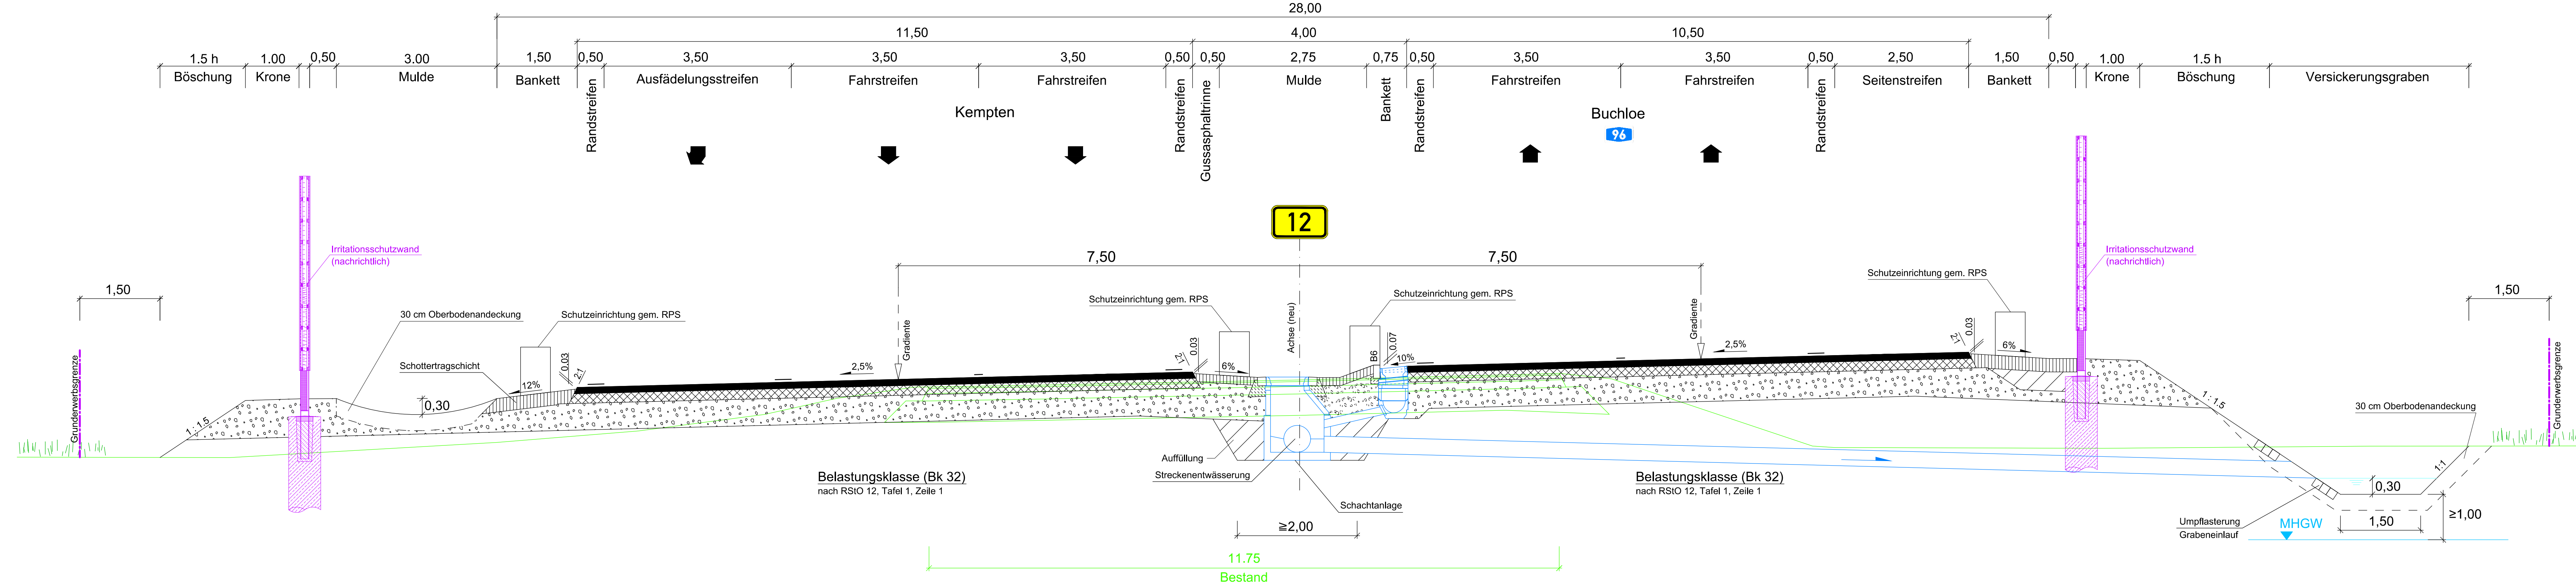 28,00
11,50
4,00
10,50
1.5 h
1.00
0,50
3.00
1,50
0,50
3,50
3,50
3,50
0,50
0,50
2,75
0,75
0,50
3,50
3,50
0,50
2,50
1,50
0,50
1.00
1.5 h
Böschung
Krone
Mulde
Bankett
Randstreifen
Ausfädelungsstreifen
Fahrstreifen
Fahrstreifen
Randstreifen
Gussasphaltrinne
Mulde
Bankett
Randstreifen
Fahrstreifen
Fahrstreifen
Randstreifen
Seitenstreifen
Bankett
Krone
Böschung
Versickerungsgraben
Kempten
Buchloe
96
12
Irritationsschutzwand
(nachrichtlich)
7,50
7,50
Irritationsschutzwand
(nachrichtlich)
1,50
30 cm Oberbodenandeckung
Schutzeinrichtung gem. RPS
Schutzeinrichtung gem. RPS
Schutzeinrichtung gem. RPS
Schutzeinrichtung gem. RPS
1,50
Grunderwerbsgrenze
Schottertragschicht
0,30
12%
0.03
2:1
2,5%
Gradiente
2:1
0.03
6%
Achse (neu)
B6
0.07
10%
Gradiente
2,5%
2:1
0.03
6%
Grunderwerbsgrenze
1: 1.5
1: 1.5
30 cm Oberbodenandeckung
1:1
Auffüllung
Streckenentwässerung
Schachtanlage
Belastungsklasse (Bk 32)
nach RStO 12, Tafel 1, Zeile 1
Belastungsklasse (Bk 32)
nach RStO 12, Tafel 1, Zeile 1
0,30
≥1,00
1,50
Umpflasterung
Grabeneinlauf
MHGW
≧2,00
11.75
Bestand